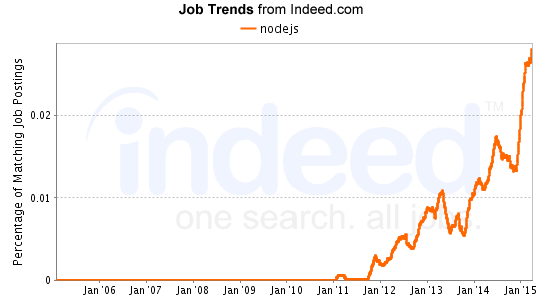 Job Trends from Indeed.com
nodejs
Percentage of Matching Job Postings
0.02
0.01
0
indeed™
one search. all jobs.
Jan '06 Jan '07 Jan '08 Jan '09 Jan '10 Jan '11 Jan '12 Jan '13 Jan '14 Jan '15